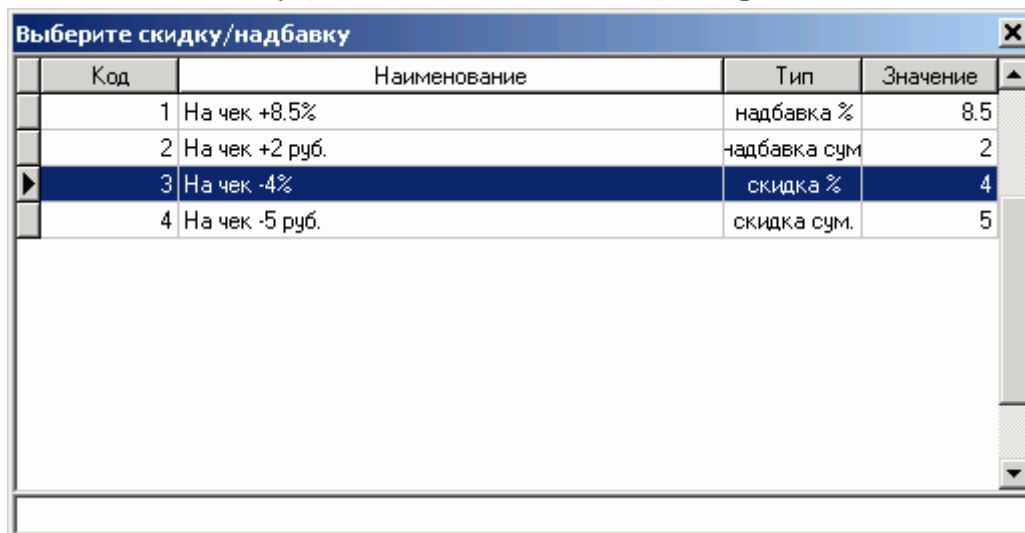 Выберите скидку/надбавку
Код Наименование Тип Значение
1 На чек +8.5% надбавка % 8.5
2 На чек +2 руб. надбавка сум 2
3 На чек -4% скидка % 4
4 На чек -5 руб. скидка сум. 5